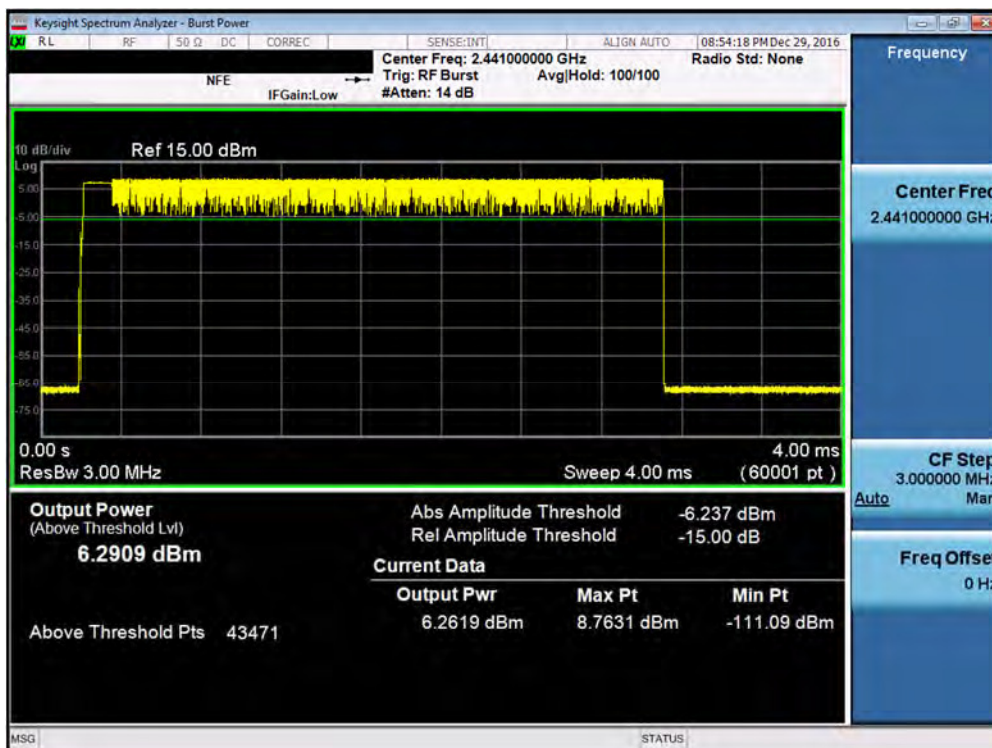 Keysight Spectrum Analyzer - Burst Power
LXI RL RF 50 Ω DC CORREC SENSE:INT ALIGN AUTO 08:54:18 PM Dec 29, 2016
Center Freq: 2.441000000 GHz Radio Std: None
NFE Trig: RF Burst Avg|Hold: 100/100
IFGain:Low #Atten: 14 dB
10 dB/div Ref 15.00 dBm
Log
5.00
-5.00
-15.0
-25.0
-35.0
-45.0
-55.0
-65.0
-75.0
0.00 s 4.00 ms
ResBw 3.00 MHz Sweep 4.00 ms (60001 pt)
Output Power
(Above Threshold Lvl)
6.2909 dBm
Above Threshold Pts 43471
Abs Amplitude Threshold -6.237 dBm
Rel Amplitude Threshold -15.00 dB
Current Data
Output Pwr Max Pt Min Pt
6.2619 dBm 8.7631 dBm -111.09 dBm
Frequency
Center Freq
2.441000000 GHz
CF Step
3.000000 MHz
Auto Man
Freq Offset
0 Hz
MSG STATUS